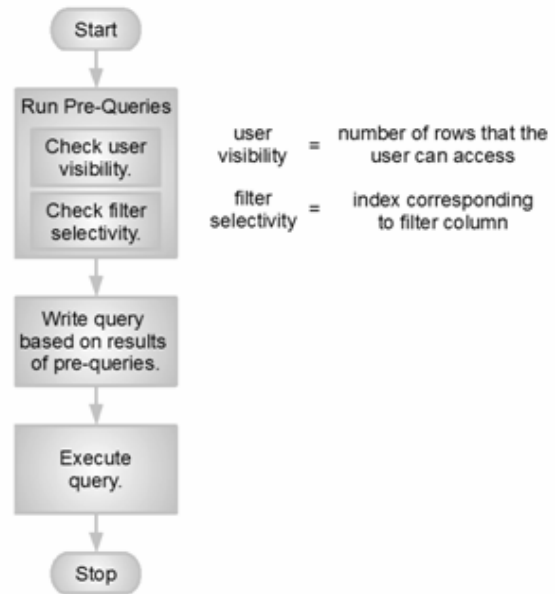 Start
Run Pre-Queries
Check user
visibility.
Check filter
selectivity.
user
visibility
=
number of rows that the
user can access
filter
selectivity
=
index corresponding
to filter column
Write query
based on results
of pre-queries.
Execute
query.
Stop